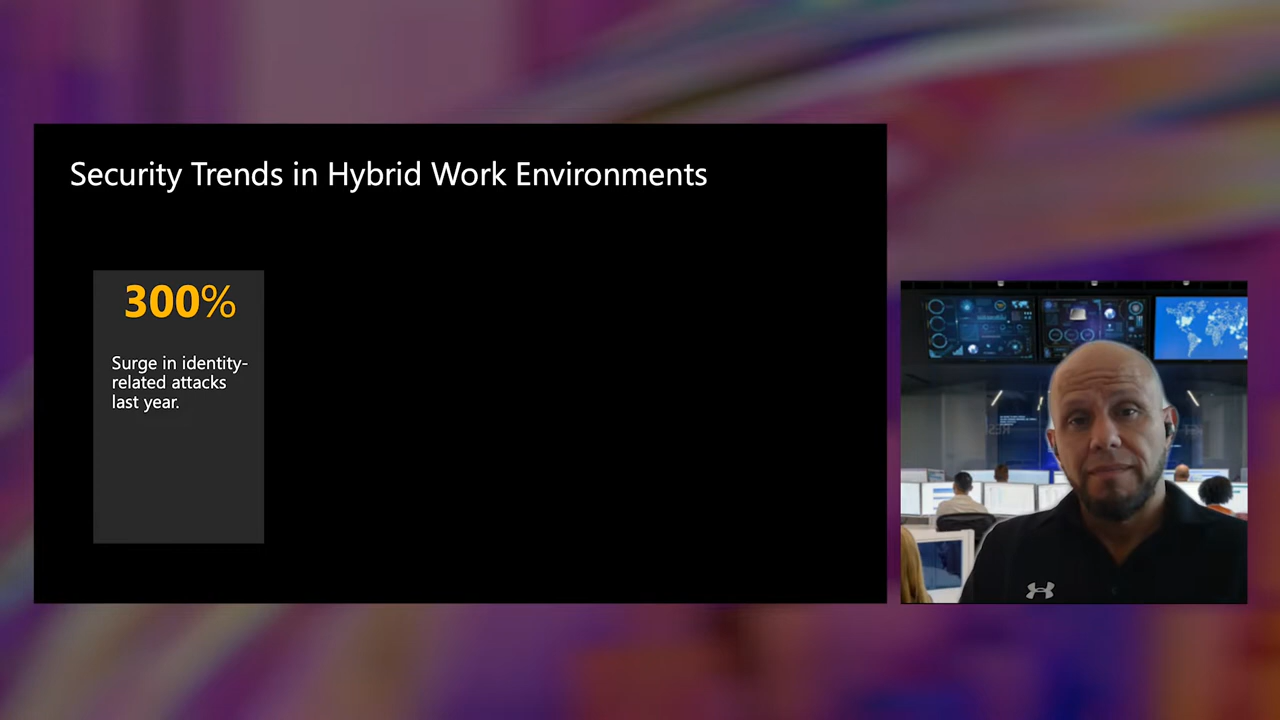 Security Trends in Hybrid Work Environments
300%
Surge in identity-
related attacks
last year.